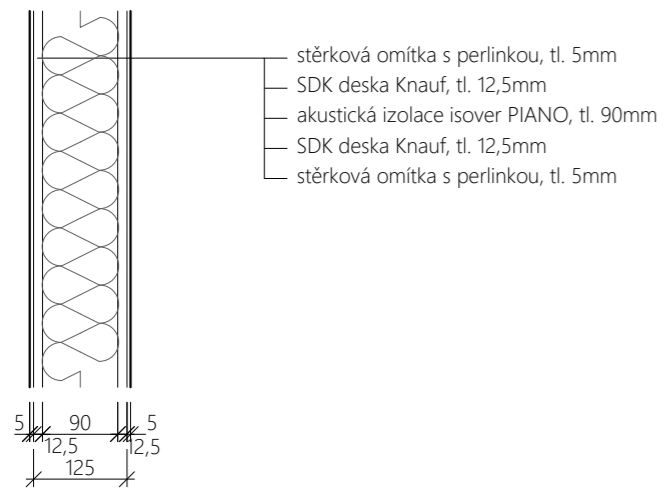 stěrková omítka s perlinkou, tl. 5mm
SDK deska Knauf, tl. 12,5mm
akustická izolace isover PIANO, tl. 90mm
SDK deska Knauf, tl. 12,5mm
stěrková omítka s perlinkou, tl. 5mm
5 90 5
12,5 12,5
125